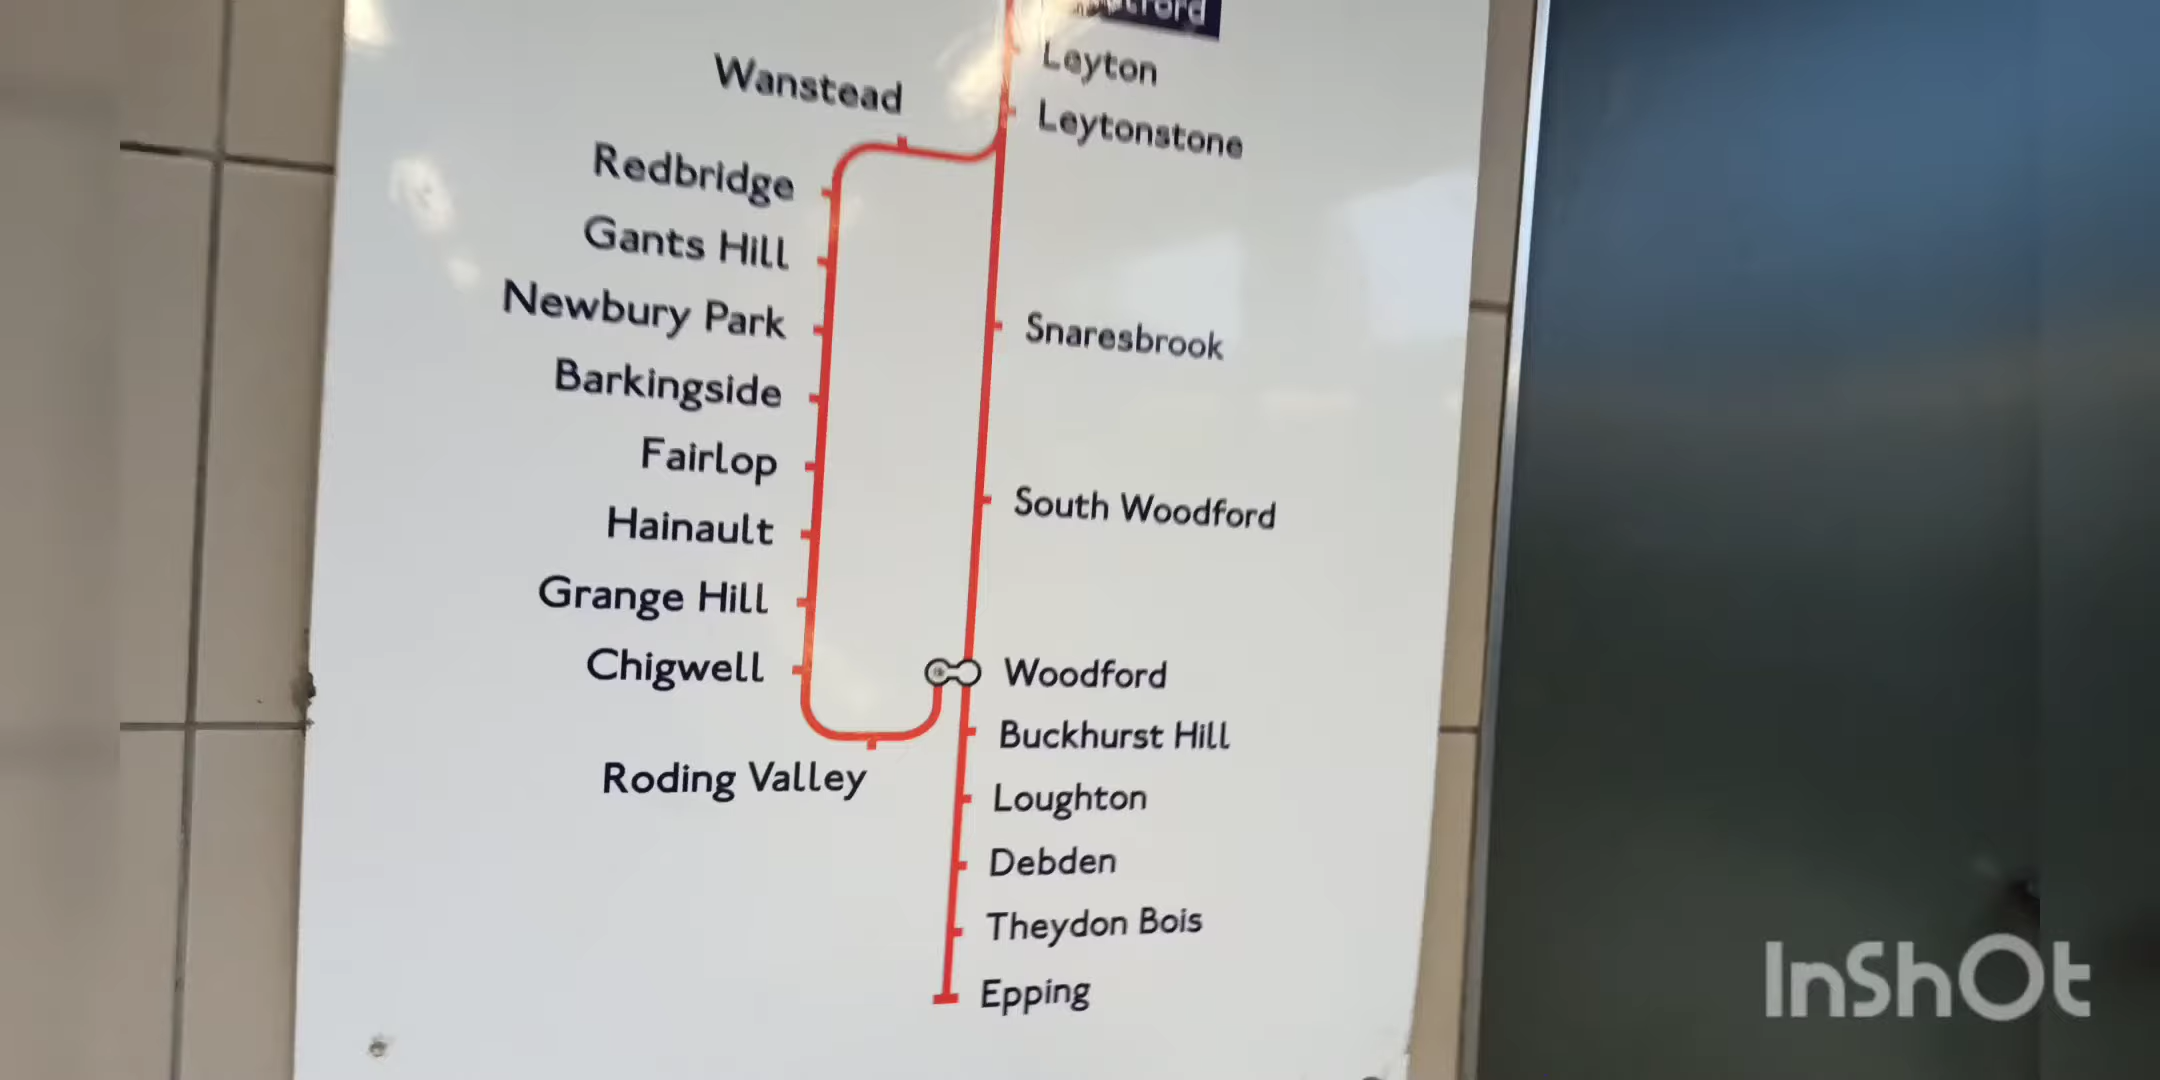 Leyton
Leytonstone
Wanstead
Redbridge
Gants Hill
Newbury Park
Barkingside
Fairlop
Hainault
Grange Hill
Chigwell
Roding Valley
Snaresbrook
South Woodford
Woodford
Buckhurst Hill
Loughton
Debden
Theydon Bois
Epping
InShOt